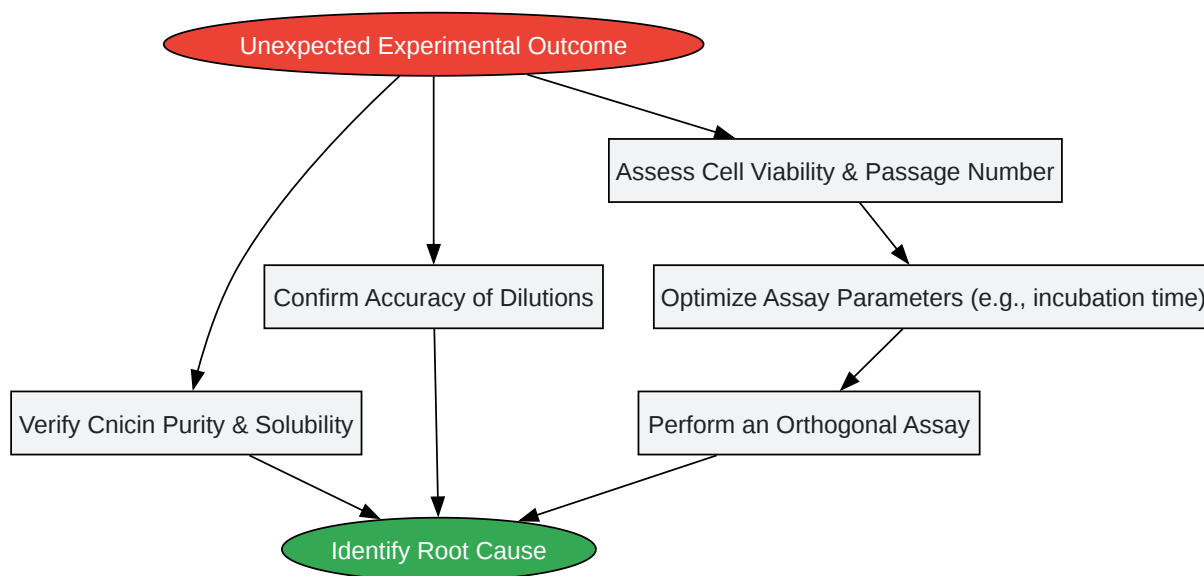 Unexpected Experimental Outcome
Assess Cell Viability & Passage Number
Confirm Accuracy of Dilutions
Optimize Assay Parameters (e.g., incubation time)
Verify Cnicin Purity & Solubility
Perform an Orthogonal Assay
Identify Root Cause